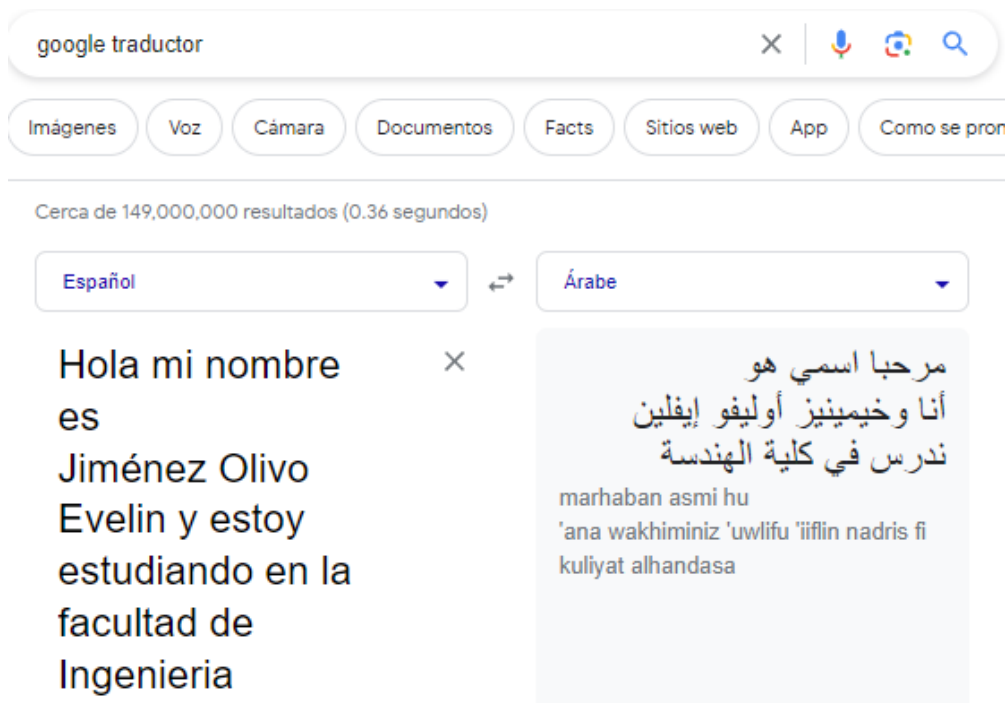 google traductor
Imágenes Voz Cámara Documentos Facts Sitios web App Como se pron
Cerca de 149,000,000 resultados (0.36 segundos)
Español
Árabe
Hola mi nombre
es
Jiménez Olivo
Evelin y estoy
estudiando en la
facultad de
Ingenieria
مرحبا اسمي هو
أنا وخيمينيز أوليفو إيفلين
ندرس في كلية الهندسة
marhaban asmi hu
'ana wakhiminiz 'uwlifu 'iiflin nadris fi
kuliyat alhandasa